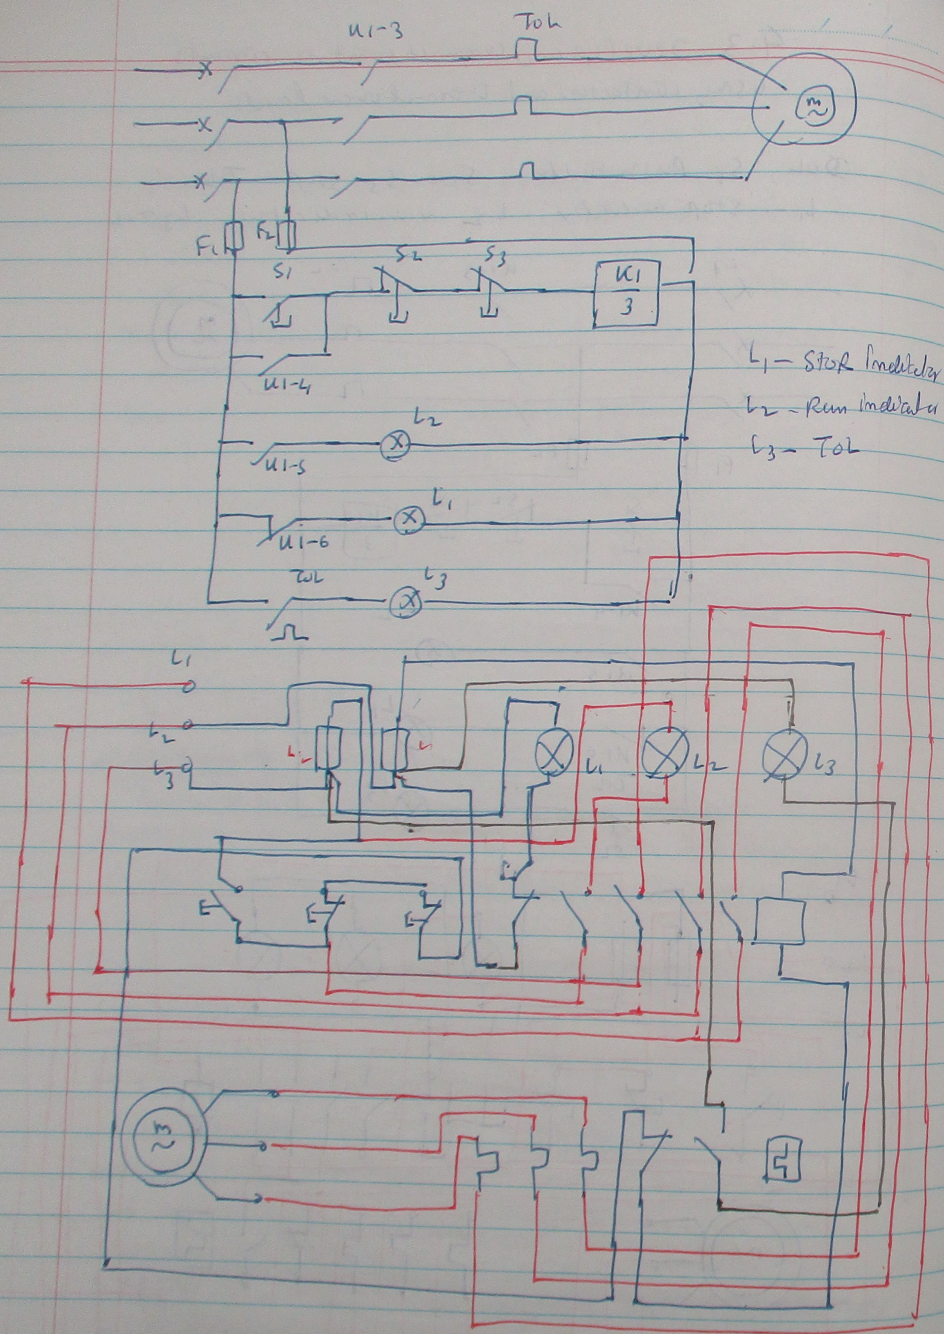 K1-3
TOL
M
F1
F2
S1
S2
S3
K1
3
K1-4
L1 - Stop Indicator
L2 - Run indicator
L3 - TOL
L2
K1-5
L1
K1-6
TOL
L3
L1
L2
L3
L1
L2
L3
M